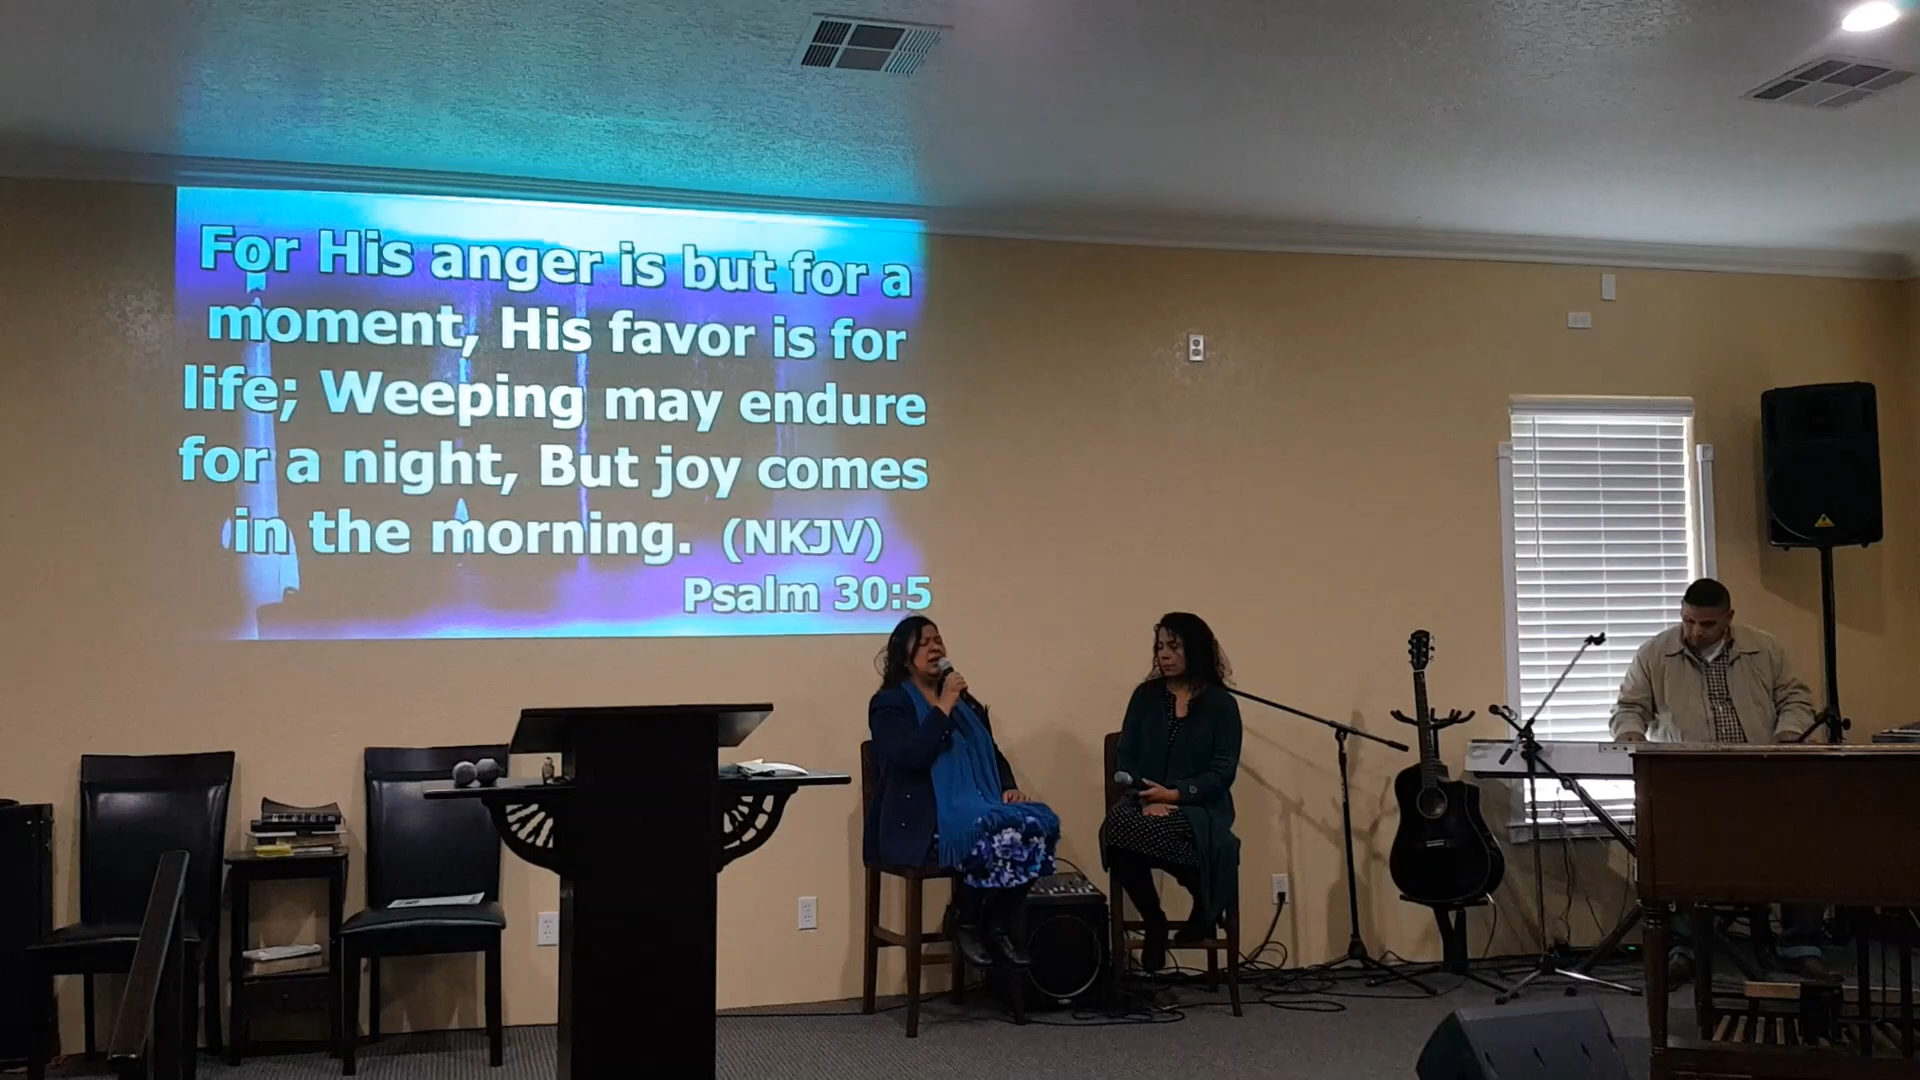 For His anger is but for a
moment, His favor is for
life; Weeping may endure
for a night, But joy comes
in the morning. (NKJV)
Psalm 30:5